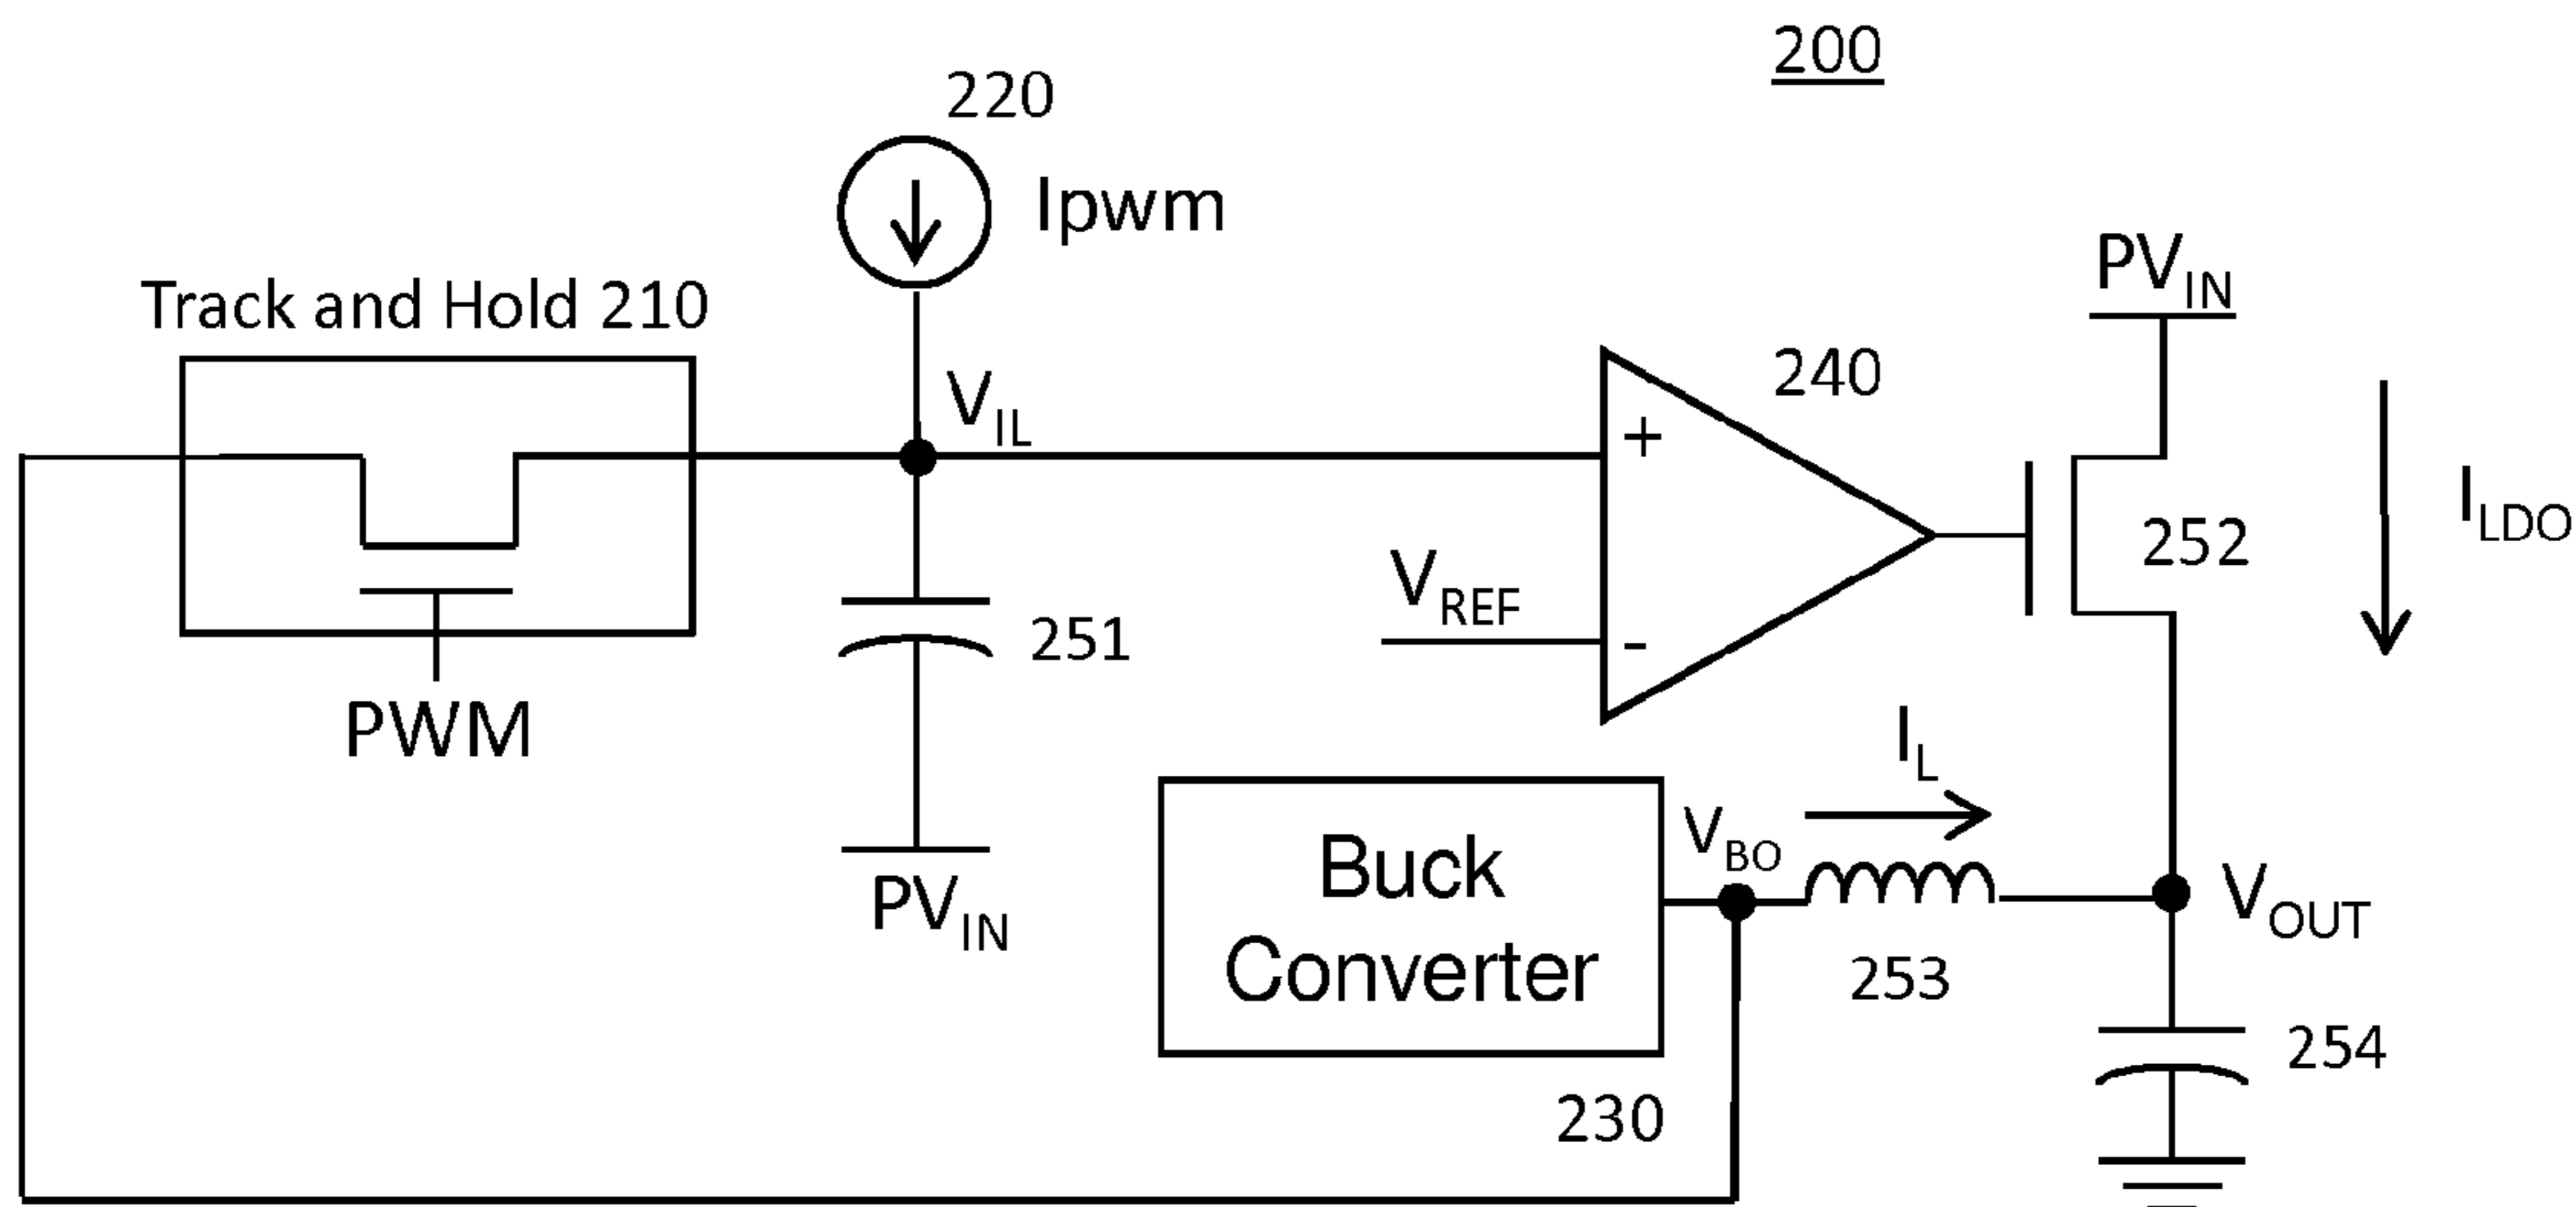 200
220
Ipwm
Track and Hold 210
PV_IN
240
V_IL
+
I_LDO
252
V_REF
251
-
PWM
I_L
V_BO
Buck
Converter
PV_IN
V_OUT
253
254
230